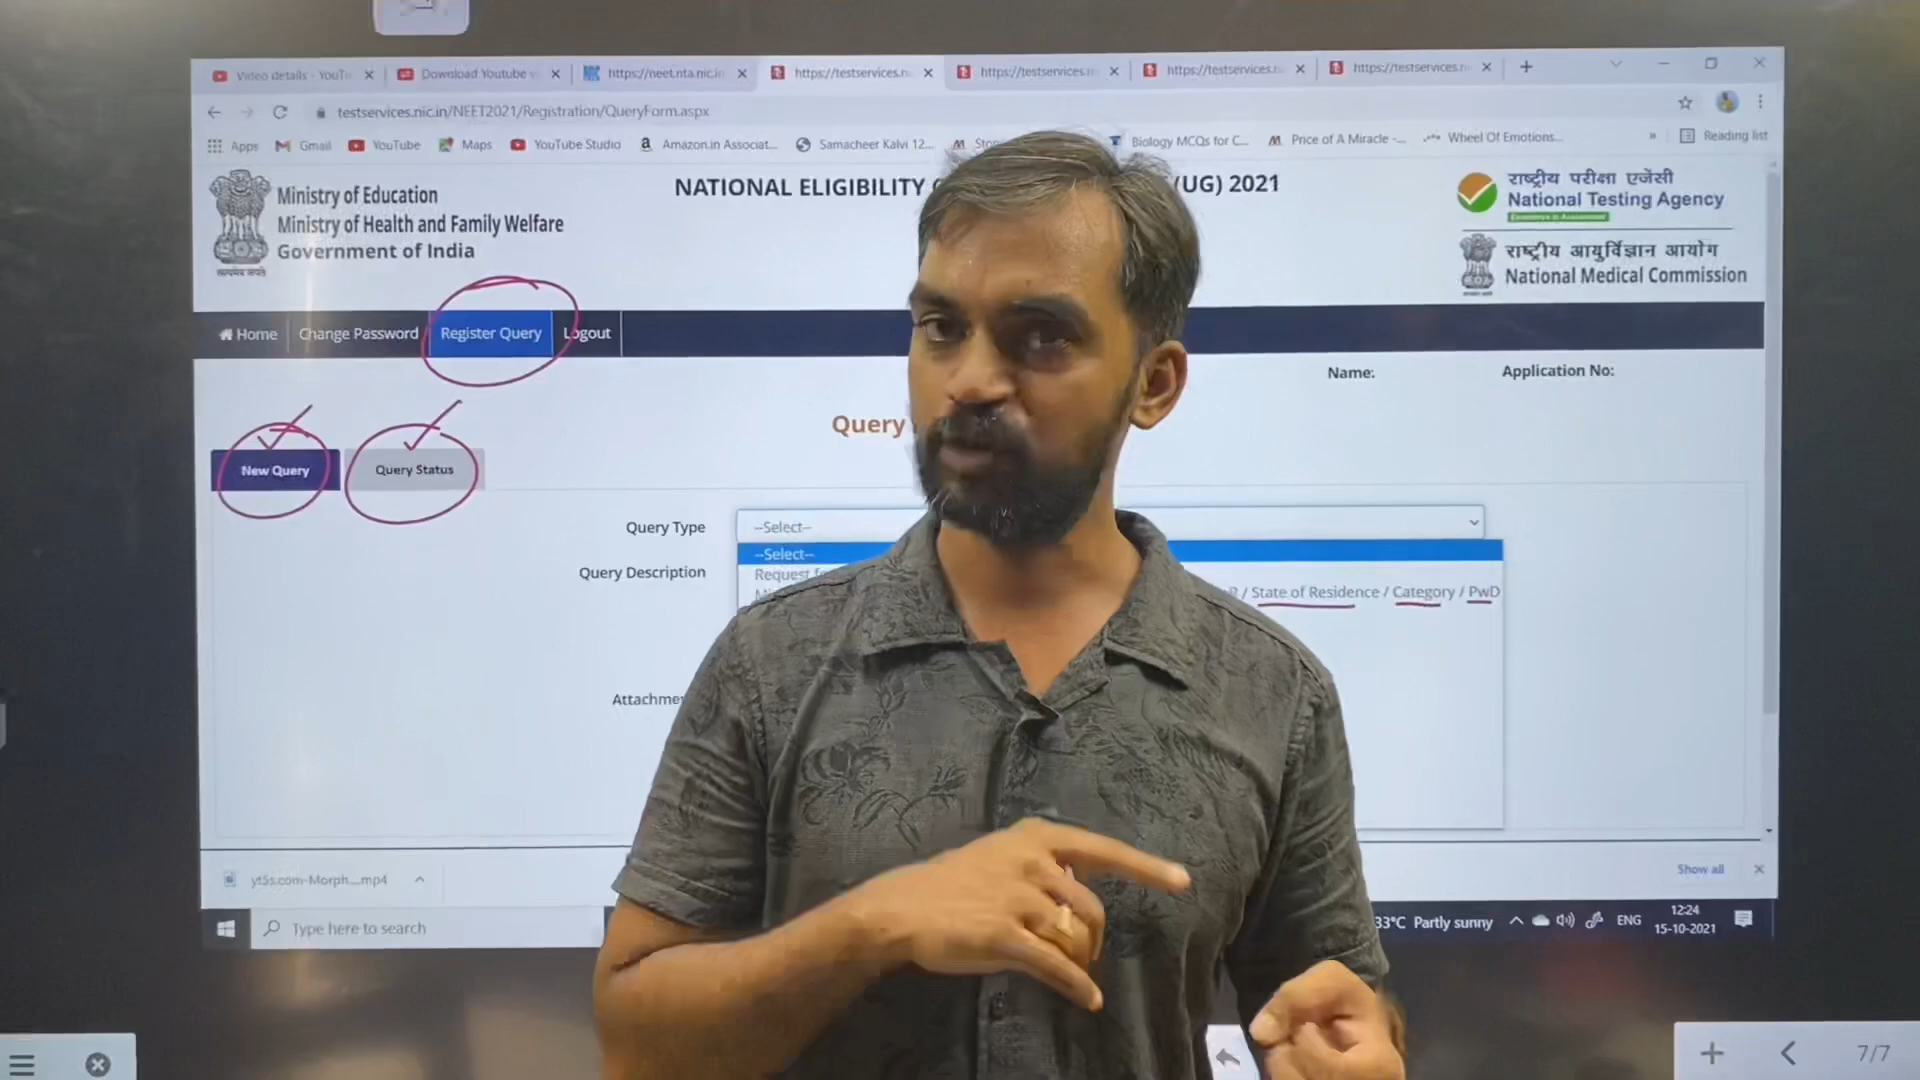 Video details - YouTu
Download Youtube v
https://neet.nta.nic.in
https://testservices.n
https://testservices.n
https://testservices.n
https://testservices.n
testservices.nic.in/NEET2021/Registration/QueryForm.aspx
Apps
Gmail
YouTube
Maps
YouTube Studio
Amazon.in Associat...
Samacheer Kalvi 12...
Biology MCQs for C...
Price of A Miracle -...
Wheel Of Emotions...
Reading list
Ministry of Education
Ministry of Health and Family Welfare
Government of India
सत्यमेव जयते
NATIONAL ELIGIBILITY
(UG) 2021
राष्ट्रीय परीक्षा एजेंसी
National Testing Agency
Excellence in Assessment
राष्ट्रीय आयुर्विज्ञान आयोग
National Medical Commission
Home
Change Password
Register Query
Logout
Name:
Application No:
Query
New Query
Query Status
Query Type
--Select--
--Select--
Query Description
Request
/ State of Residence / Category / PwD
Attachme
yt5s.com-Morph....mp4
Show all
Type here to search
33°C Partly sunny
ENG
12:24
15-10-2021
7/7